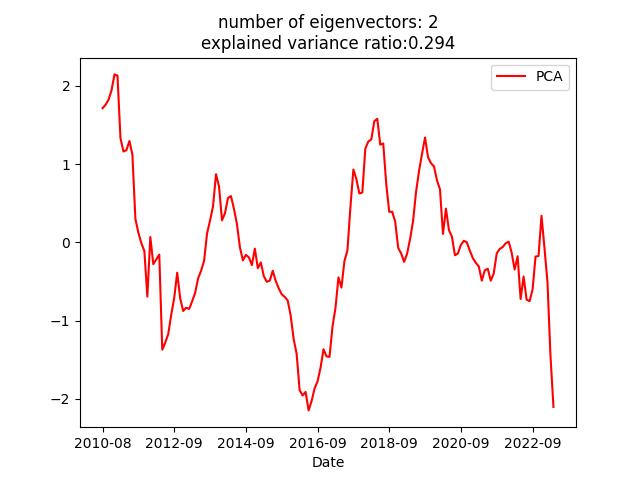 number of eigenvectors: 2
explained variance ratio:0.294
PCA
2
1
0
−1
−2
2010-08 2012-09 2014-09 2016-09 2018-09 2020-09 2022-09
Date